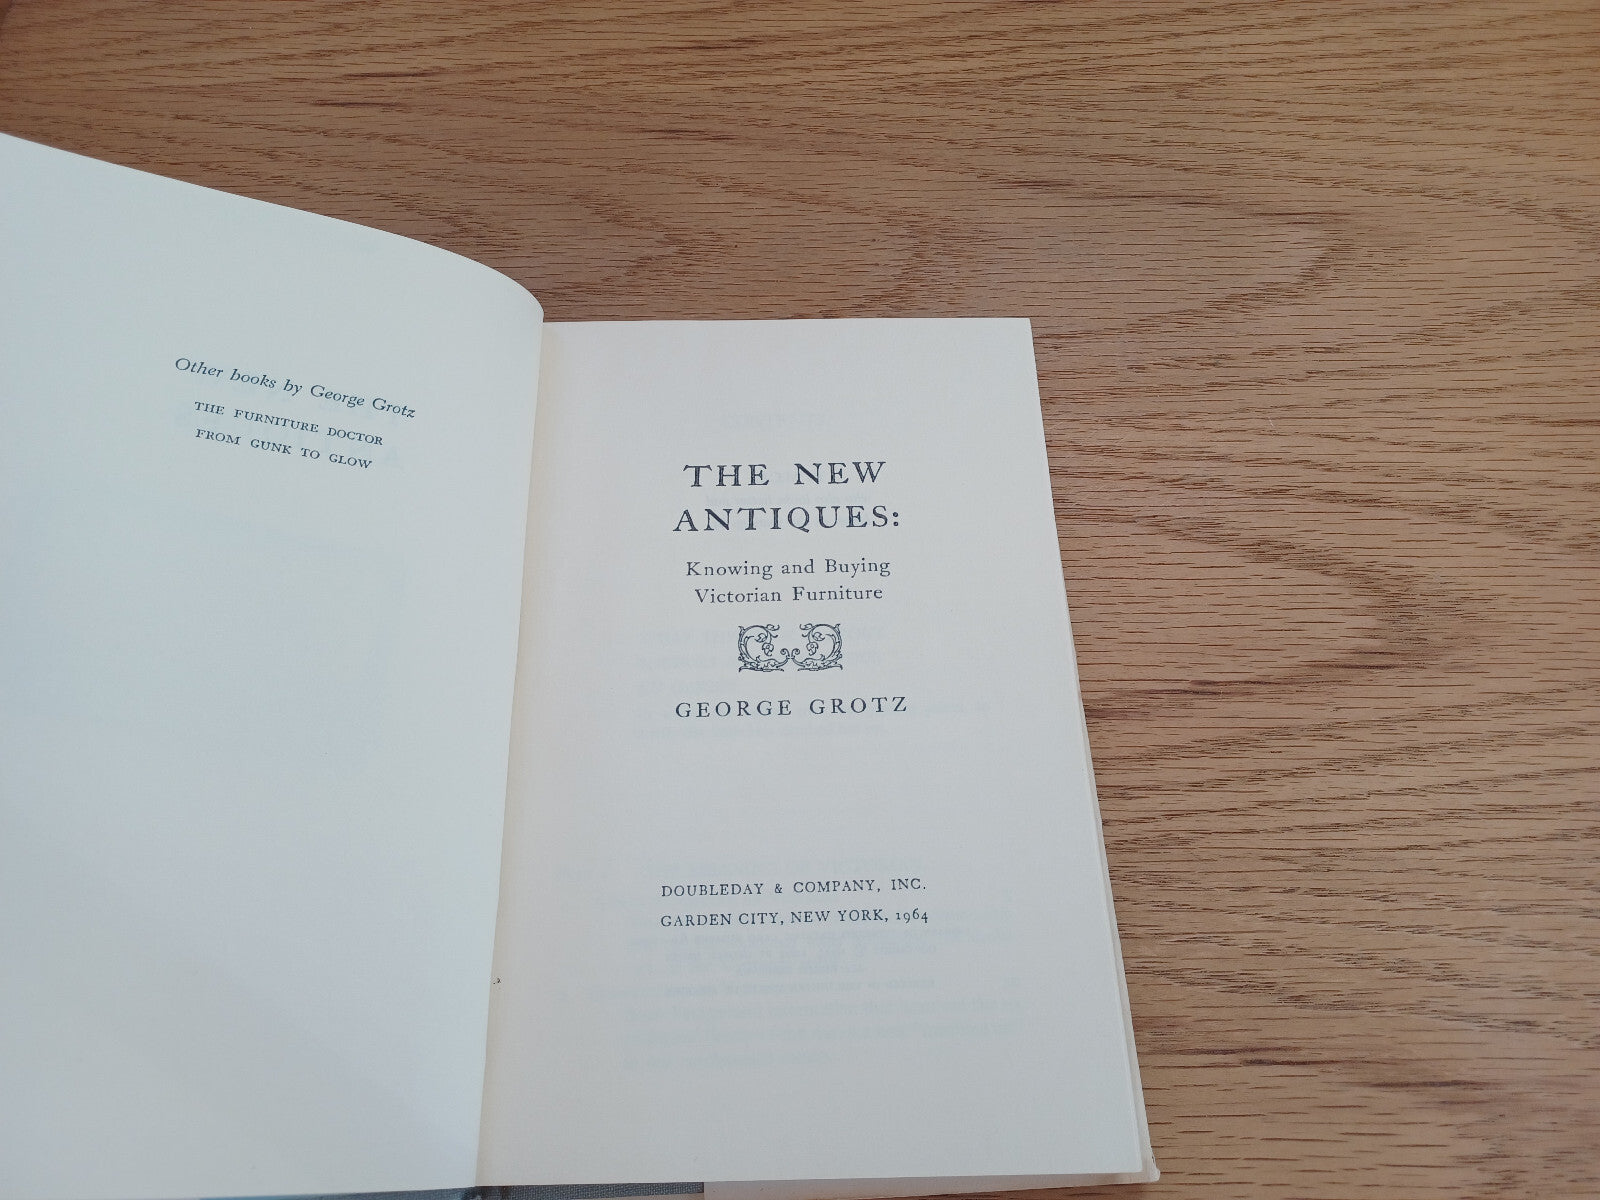 Other books by George Grotz
THE FURNITURE DOCTOR
FROM GUNK TO GLOW
THE NEW
ANTIQUES:
Knowing and Buying
Victorian Furniture
GEORGE GROTZ
DOUBLEDAY & COMPANY, INC.
GARDEN CITY, NEW YORK, 1964